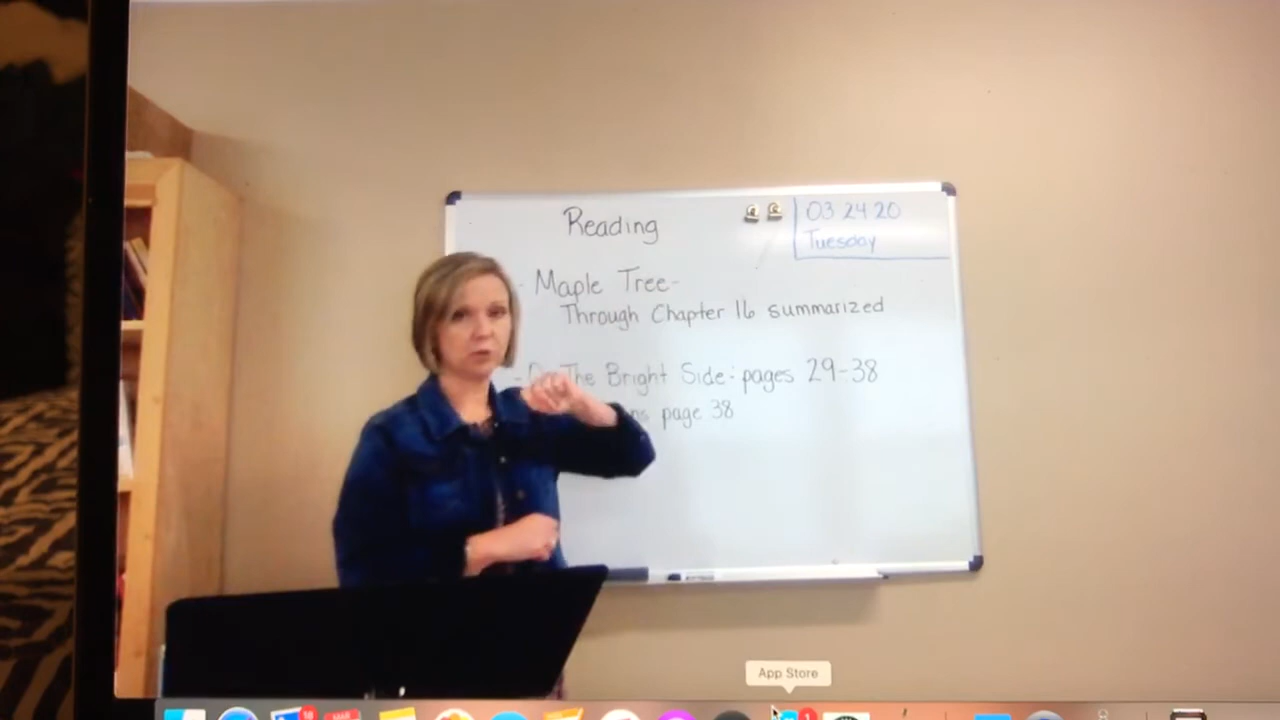 Reading
03 24 20
Tuesday
- Maple Tree-
Through Chapter 16 summarized
The Bright Side: pages 29-38
page 38
App Store